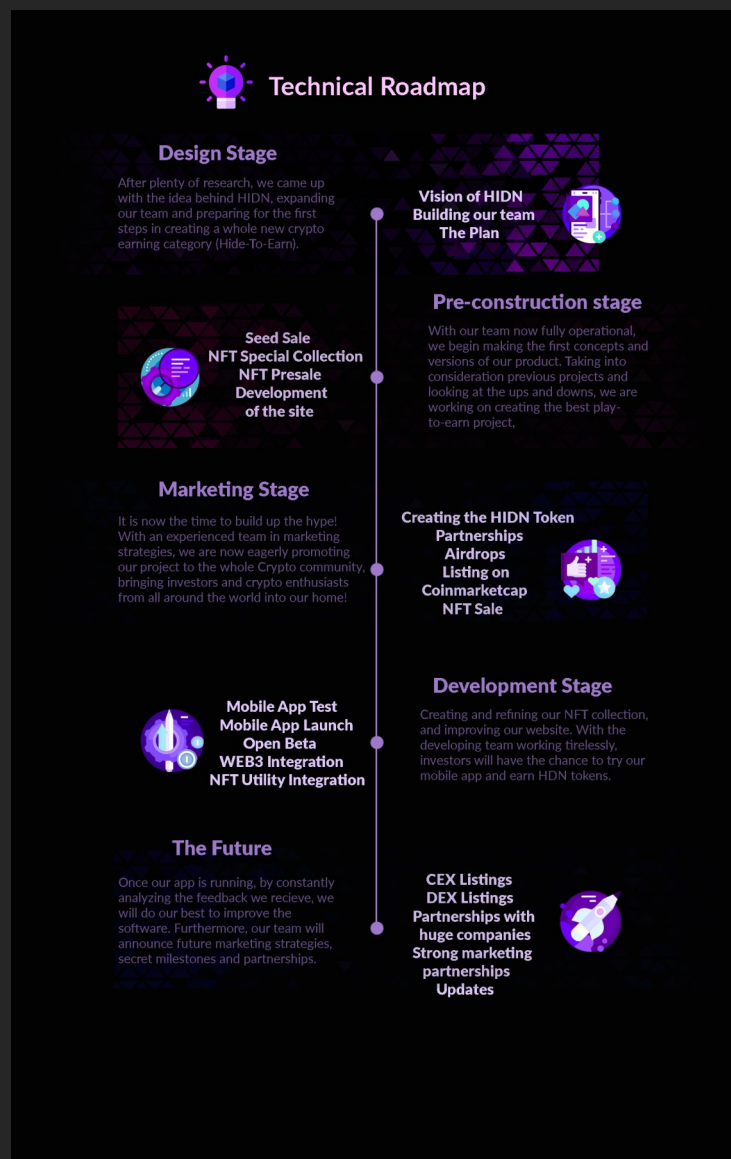 Technical Roadmap
Design Stage
After plenty of research, we came up
with the idea behind HIDN, expanding
our team and preparing for the first
steps in creating a whole new crypto
earning category (Hide-To-Earn).
Vision of HIDN
Building our team
The Plan
Pre-construction stage
With our team now fully operational,
we begin making the first concepts and
versions of our product. Taking into
consideration previous projects and
looking at the ups and downs, we are
working on creating the best play-
to-earn project,
Seed Sale
NFT Special Collection
NFT Presale
Development
of the site
Marketing Stage
It is now the time to build up the hype!
With an experienced team in marketing
strategies, we are now eagerly promoting
our project to the whole Crypto community,
bringing investors and crypto enthusiasts
from all around the world into our home!
Creating the HIDN Token
Partnerships
Airdrops
Listing on
Coinmarketcap
NFT Sale
Development Stage
Creating and refining our NFT collection,
and improving our website. With the
developing team working tirelessly,
investors will have the chance to try our
mobile app and earn HDN tokens.
Mobile App Test
Mobile App Launch
Open Beta
WEB3 Integration
NFT Utility Integration
The Future
Once our app is running, by constantly
analyzing the feedback we recieve, we
will do our best to improve the
software. Furthermore, our team will
announce future marketing strategies,
secret milestones and partnerships.
CEX Listings
DEX Listings
Partnerships with
huge companies
Strong marketing
partnerships
Updates